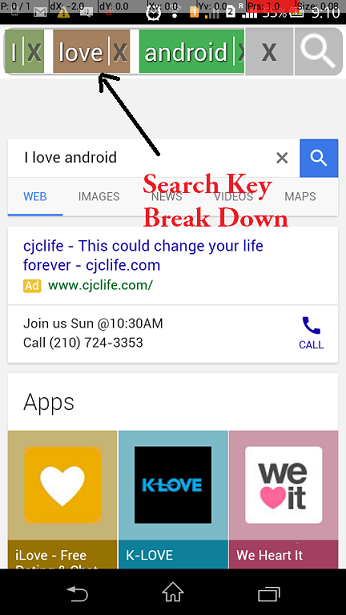 P: 0 / 1 dX: -2.0 dY: 0.0 Xv: 0.0 Yv: 0.0 Prs: 1.0 Size: 0.08
53% 9:10
I X love X android X X
I love android
Search Key
Break Down
WEB IMAGES NEWS VIDEOS MAPS
cjclife - This could change your life
forever - cjclife.com
Ad www.cjclife.com/
Join us Sun @10:30AM
Call (210) 724-3353
CALL
Apps
K-LOVE
we
it
iLove - Free
Dating & Chat
K-LOVE
We Heart It